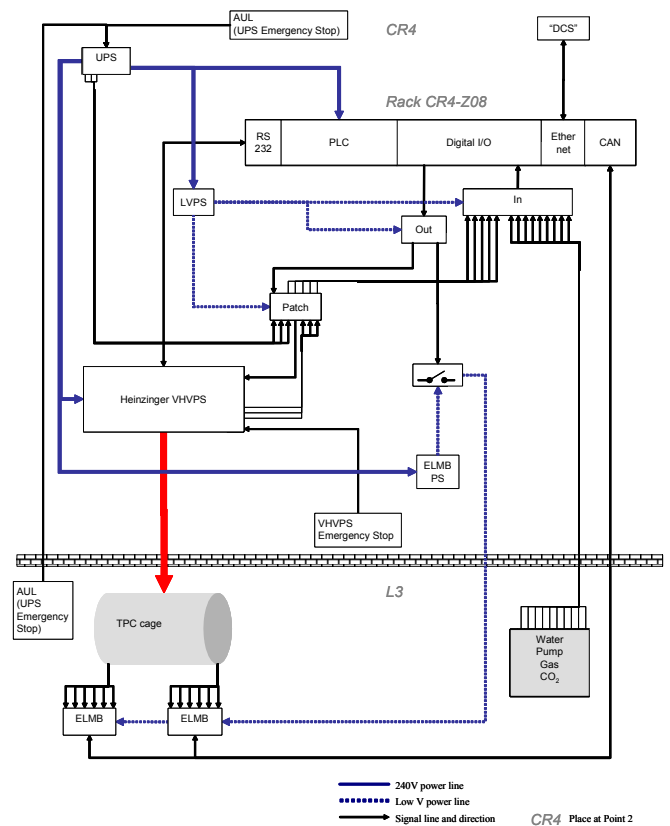 AUL
(UPS Emergency Stop)
CR4
“DCS”
UPS
Rack CR4-Z08
RS
232
PLC
Digital I/O
Ether
net
CAN
LVPS
In
Out
Patch
Heinzinger VHVPS
ELMB
PS
VHVPS
Emergency Stop
AUL
(UPS
Emergency
Stop)
L3
TPC cage
Water
Pump
Gas
CO₂
ELMB
ELMB
240V power line
Low V power line
Signal line and direction
CR4 Place at Point 2